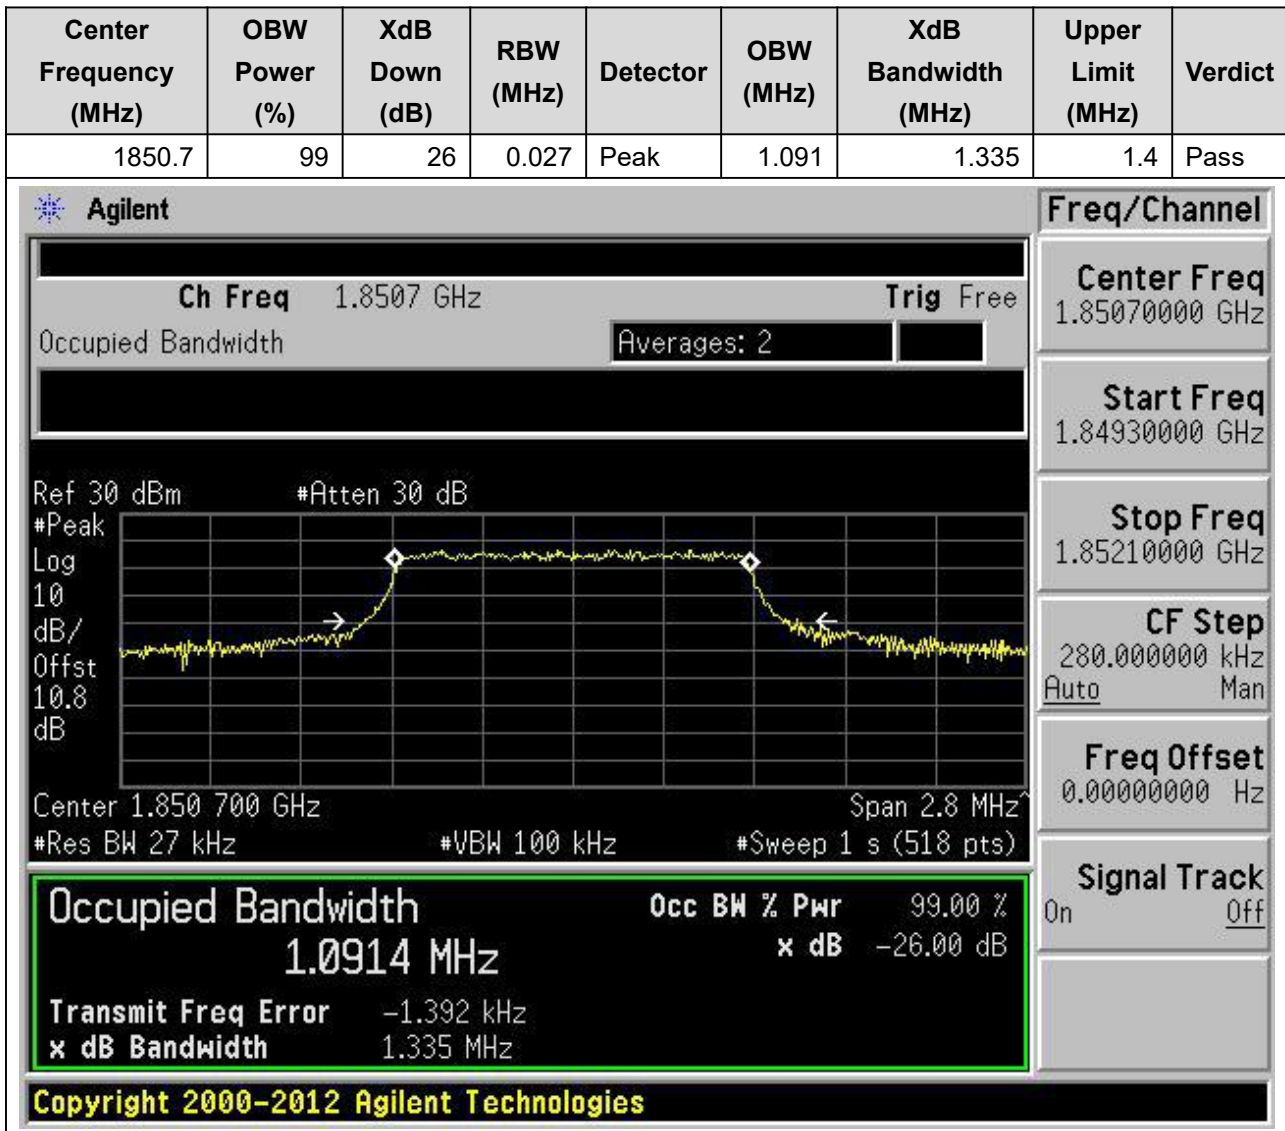 Center Frequency (MHz) OBW Power (%) XdB Down (dB) RBW (MHz) Detector OBW (MHz) XdB Bandwidth (MHz) Upper Limit (MHz) Verdict
1850.7 99 26 0.027 Peak 1.091 1.335 1.4 Pass
Agilent
Freq/Channel
Ch Freq 1.8507 GHz Trig Free
Occupied Bandwidth Averages: 2
Center Freq
1.85070000 GHz
Start Freq
1.84930000 GHz
Stop Freq
1.85210000 GHz
CF Step
280.000000 kHz
Auto Man
Freq Offset
0.00000000 Hz
Signal Track
On Off
Ref 30 dBm #Atten 30 dB
#Peak
Log
10
dB/
Offst
10.8
dB
Center 1.850 700 GHz Span 2.8 MHz^
#Res BW 27 kHz #VBW 100 kHz #Sweep 1 s (518 pts)
Occupied Bandwidth Occ BW % Pwr 99.00 %
1.0914 MHz x dB -26.00 dB
Transmit Freq Error -1.392 kHz
x dB Bandwidth 1.335 MHz
Copyright 2000-2012 Agilent Technologies